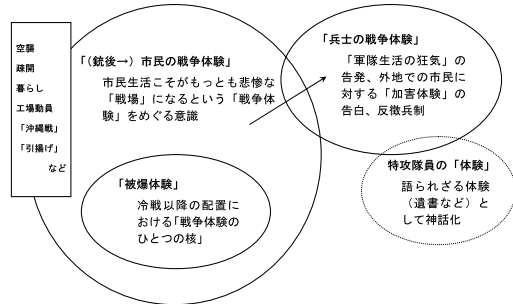 空襲
疎開
暮らし
工場動員
「沖縄戦」
「引揚げ」
など
「(銃後→)市民の戦争体験」
市民生活こそがもっとも悲惨な
「戦場」になるという「戦争体
験」をめぐる意識
「被爆体験」
冷戦以降の配置に
おける「戦争体験の
ひとつの核」
「兵士の戦争体験」
「軍隊生活の狂気」の
告発、外地での市民に
対する「加害体験」の
告白、反徴兵制
特攻隊員の「体験」
語られざる体験
(遺書など)と
して神話化